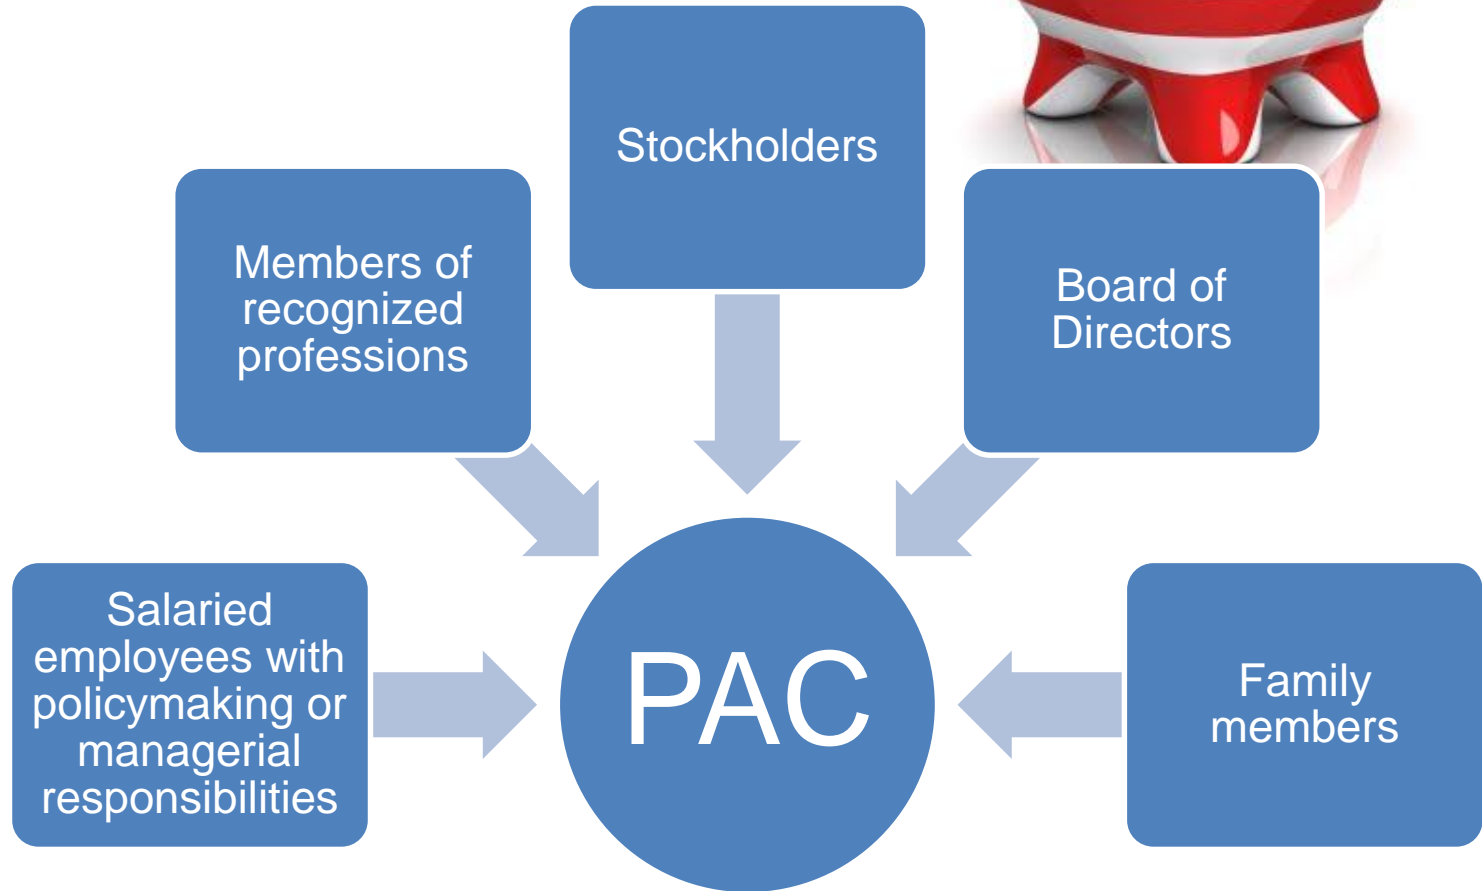 Stockholders
Members of
recognized
professions
Board of
Directors
Salaried
employees with
policymaking or
managerial
responsibilities
PAC
Family
members